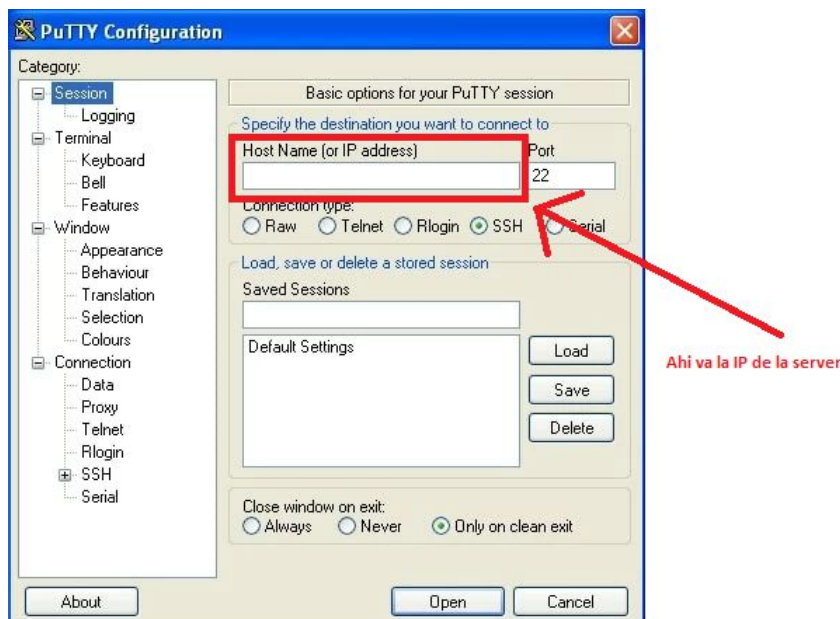 PuTTY Configuration
Category:
Session
Logging
Terminal
Keyboard
Bell
Features
Window
Appearance
Behaviour
Translation
Selection
Colours
Connection
Data
Proxy
Telnet
Rlogin
SSH
Serial
Basic options for your PuTTY session
Specify the destination you want to connect to
Host Name (or IP address) Port
22
Connection type:
Raw Telnet Rlogin SSH Serial
Load, save or delete a stored session
Saved Sessions
Default Settings
Load
Save
Delete
Close window on exit:
Always Never Only on clean exit
About Open Cancel
Ahi va la IP de la server